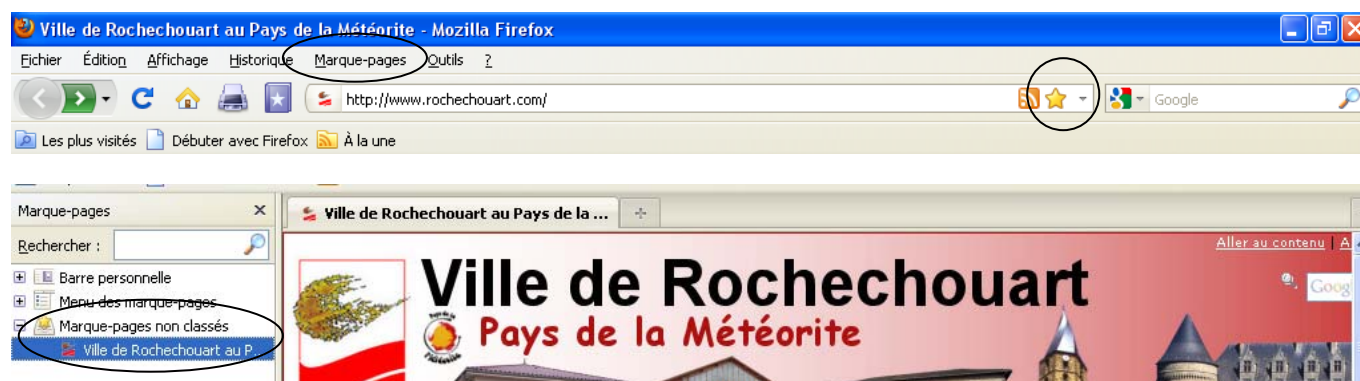 Ville de Rochechouart au Pays de la Météorite - Mozilla Firefox
Fichier Édition Affichage Historique Marque-pages Outils ?
http://www.rochechouart.com/ Google
Les plus visités Débuter avec Firefox À la une
Marque-pages Ville de Rochechouart au Pays de la ...
Rechercher : Aller au contenu | A
Barre personnelle Goog
Menu des marque-pages
Marque-pages non classés
Ville de Rochechouart au P...
Ville de Rochechouart
Pays de la Météorite